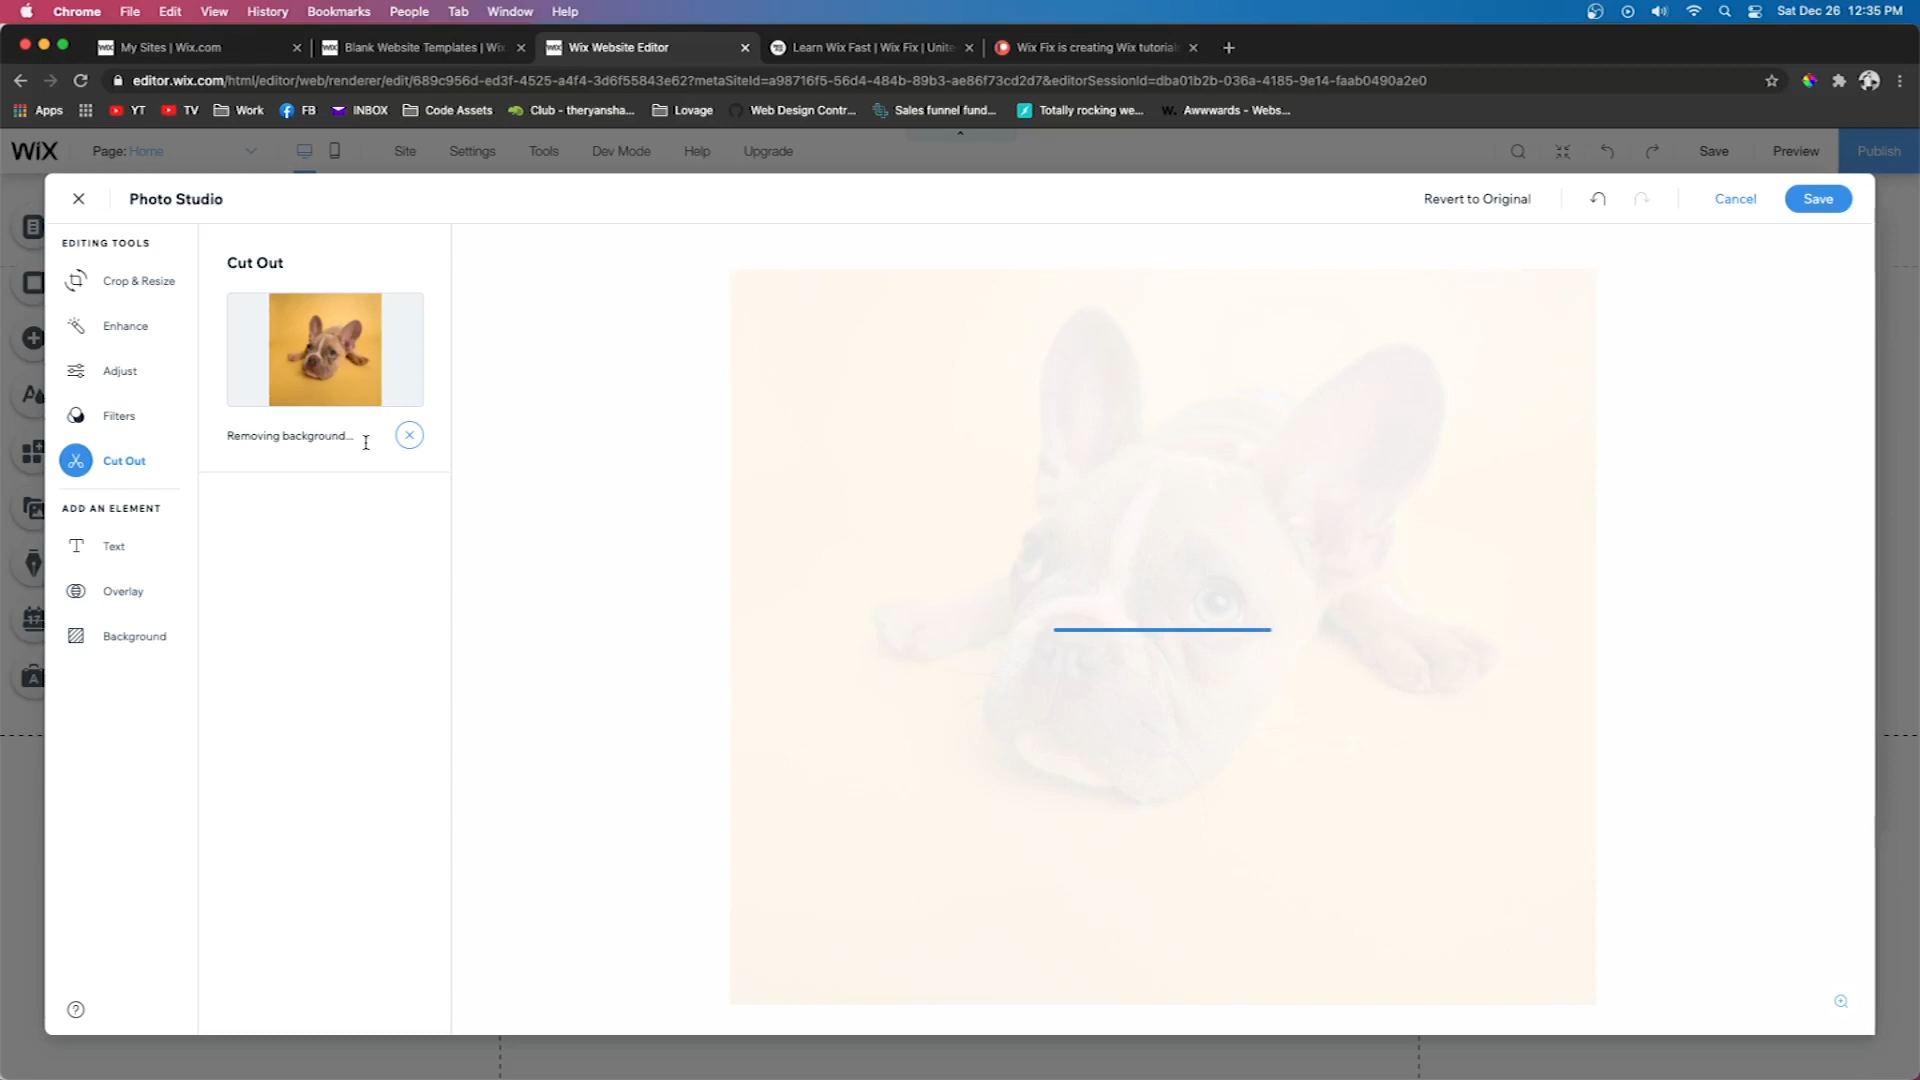 Chrome File Edit View History Bookmarks People Tab Window Help Sat Dec 26 12:35 PM
WiX My Sites | Wix.com WiX Blank Website Templates | Wix WiX Wix Website Editor Learn Wix Fast | Wix Fix | Unite Wix Fix is creating Wix tutorial
editor.wix.com/html/editor/web/renderer/edit/689c956d-ed3f-4525-a4f4-3d6f55843e62?metaSiteId=a98716f5-56d4-484b-89b3-ae86f73cd2d7&editorSessionId=dba01b2b-036a-4185-9e14-faab0490a2e0
Apps YT TV Work FB INBOX Code Assets Club - theryansha... Lovage Web Design Contr... Sales funnel fund... Totally rocking we... W. Awwwards - Webs...
WiX Page: Home Site Settings Tools Dev Mode Help Upgrade Save Preview Publish
Photo Studio Revert to Original Cancel Save
EDITING TOOLS
Crop & Resize
Enhance
Adjust
Filters
Cut Out
ADD AN ELEMENT
Text
Overlay
Background
Cut Out
Removing background...
17
A